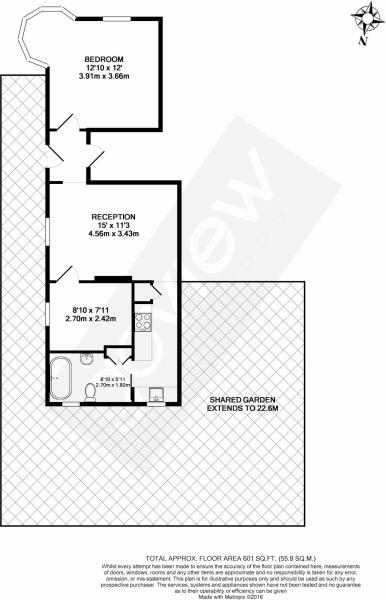 N
BEDROOM
12'10 x 12'
3.91m x 3.66m
RECEPTION
15' x 11'3
4.56m x 3.43m
8'10 x 7'11
2.70m x 2.42m
8'10 x 5'11
2.70m x 1.80m
SHARED GARDEN
EXTENDS TO 22.6M
TOTAL APPROX. FLOOR AREA 601 SQ.FT. (55.8 SQ.M.)
Whilst every attempt has been made to ensure the accuracy of the floor plan contained here, measurements
of doors, windows, rooms and any other items are approximate and no responsibility is taken for any error,
omission, or mis-statement. This plan is for illustrative purposes only and should be used as such by any
prospective purchaser. The services, systems and appliances shown have not been tested and no guarantee
as to their operability or efficiency can be given
Made with Metropix ©2016